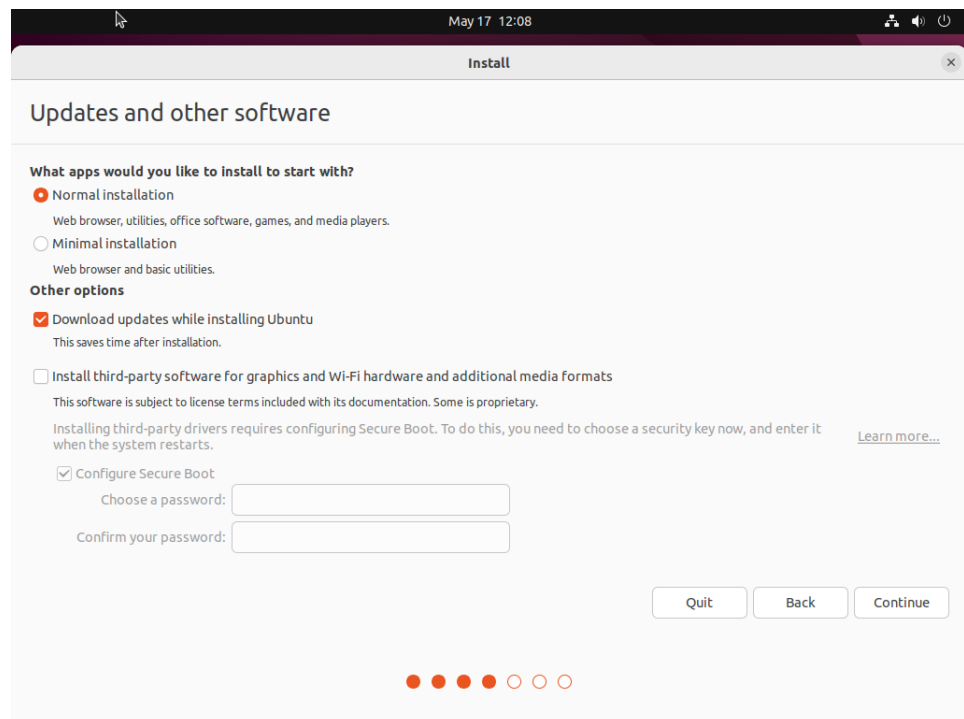 May 17 12:08
Install
Updates and other software
What apps would you like to install to start with?
Normal installation
Web browser, utilities, office software, games, and media players.
Minimal installation
Web browser and basic utilities.
Other options
Download updates while installing Ubuntu
This saves time after installation.
Install third-party software for graphics and Wi-Fi hardware and additional media formats
This software is subject to license terms included with its documentation. Some is proprietary.
Installing third-party drivers requires configuring Secure Boot. To do this, you need to choose a security key now, and enter it
when the system restarts.
Learn more...
Configure Secure Boot
Choose a password:
Confirm your password:
Quit Back Continue